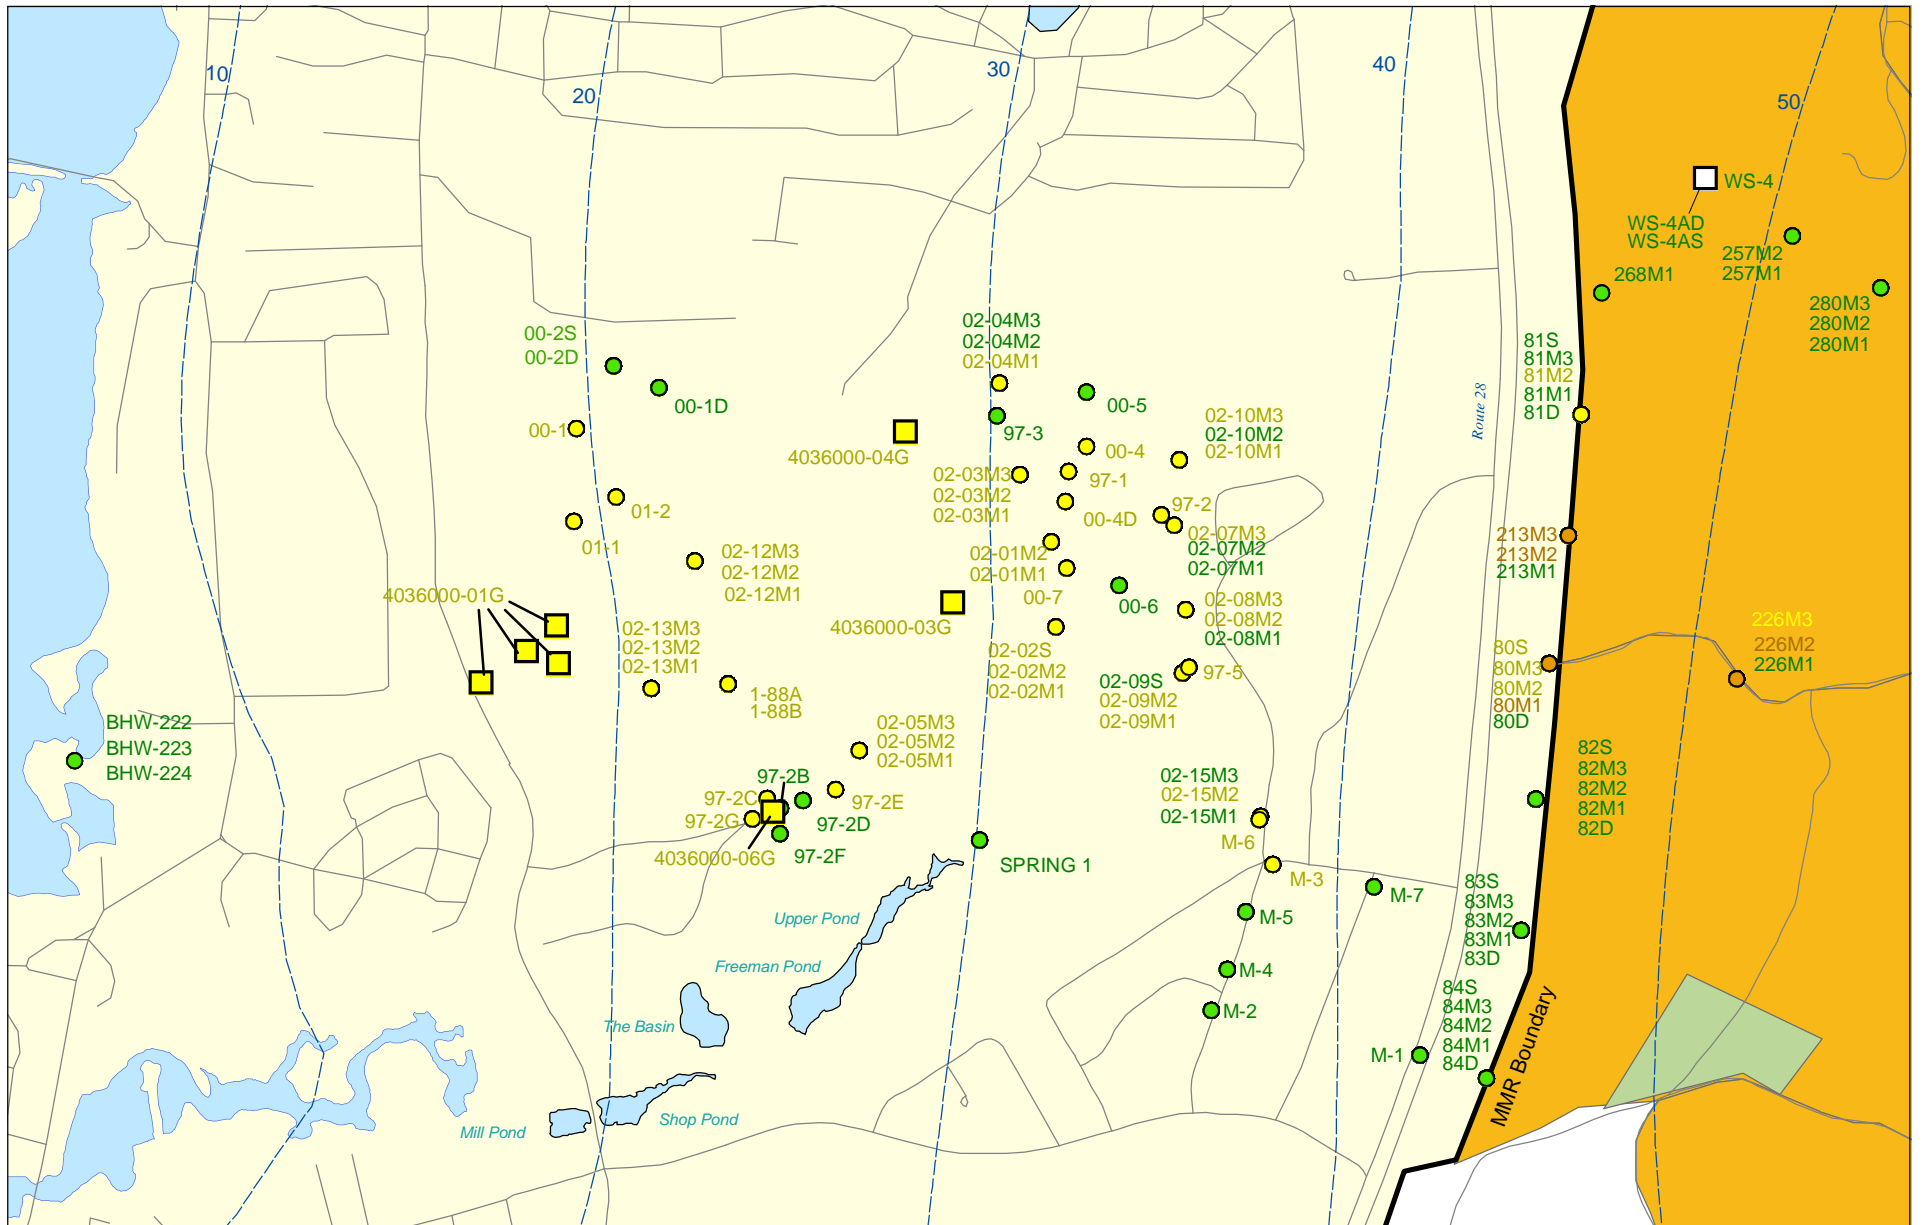 10
20
30
40
50
WS-4
WS-4AD
WS-4AS
257M2
257M1
268M1
280M3
280M2
280M1
00-2S
00-2D
00-1D
00-1
01-2
01-1
02-04M3
02-04M2
02-04M1
97-3
00-5
4036000-04G
00-4
97-1
00-4D
02-03M3
02-03M2
02-03M1
02-10M3
02-10M2
02-10M1
97-2
02-07M3
02-07M2
02-07M1
Route 28
81S
81M3
81M2
81M1
81D
213M3
213M2
213M1
02-12M3
02-12M2
02-12M1
02-01M2
02-01M1
00-7
00-6
4036000-01G
4036000-03G
02-08M3
02-08M2
02-08M1
02-13M3
02-13M2
02-13M1
1-88A
1-88B
02-02S
02-02M2
02-02M1
97-5
02-09S
02-09M2
02-09M1
80S
80M3
80M2
80M1
80D
226M3
226M2
226M1
BHW-222
BHW-223
BHW-224
02-05M3
02-05M2
02-05M1
82S
82M3
82M2
82M1
82D
97-2B
97-2C
97-2G
97-2E
97-2D
97-2F
4036000-06G
02-15M3
02-15M2
02-15M1
M-6
M-3
SPRING 1
M-7
M-5
M-4
M-2
M-1
83S
83M3
83M2
83M1
83D
84S
84M3
84M2
84M1
84D
MMR Boundary
Upper Pond
Freeman Pond
The Basin
Shop Pond
Mill Pond